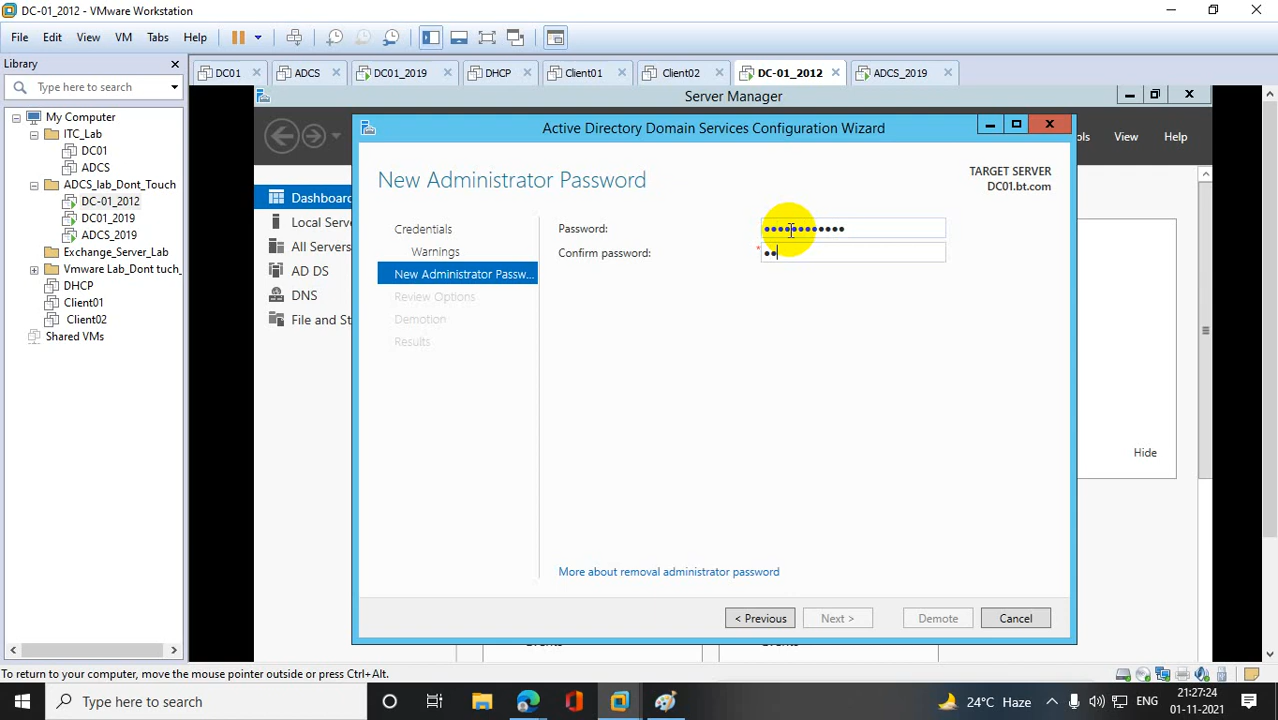 DC-01_2012 - VMware Workstation
File Edit View VM Tabs Help
Library
Type here to search
My Computer
ITC_Lab
DC01
ADCS
ADCS_lab_Dont_Touch
DC-01_2012
DC01_2019
ADCS_2019
Exchange_Server_Lab
Vmware Lab_Dont tuch_
DHCP
Client01
Client02
Shared VMs
DC01 ADCS DC01_2019 DHCP Client01 Client02 DC-01_2012 ADCS_2019
Server Manager
ols View Help
Dashboard
Local Serve
All Servers
AD DS
DNS
File and St
Hide
Active Directory Domain Services Configuration Wizard
New Administrator Password
TARGET SERVER
DC01.bt.com
Credentials
Warnings
New Administrator Passw...
Review Options
Demotion
Results
Password: ••••••••••••
Confirm password: * ••
More about removal administrator password
< Previous Next > Demote Cancel
To return to your computer, move the mouse pointer outside or press Ctrl+Alt.
Type here to search
24°C Haze
ENG
21:27:24
01-11-2021